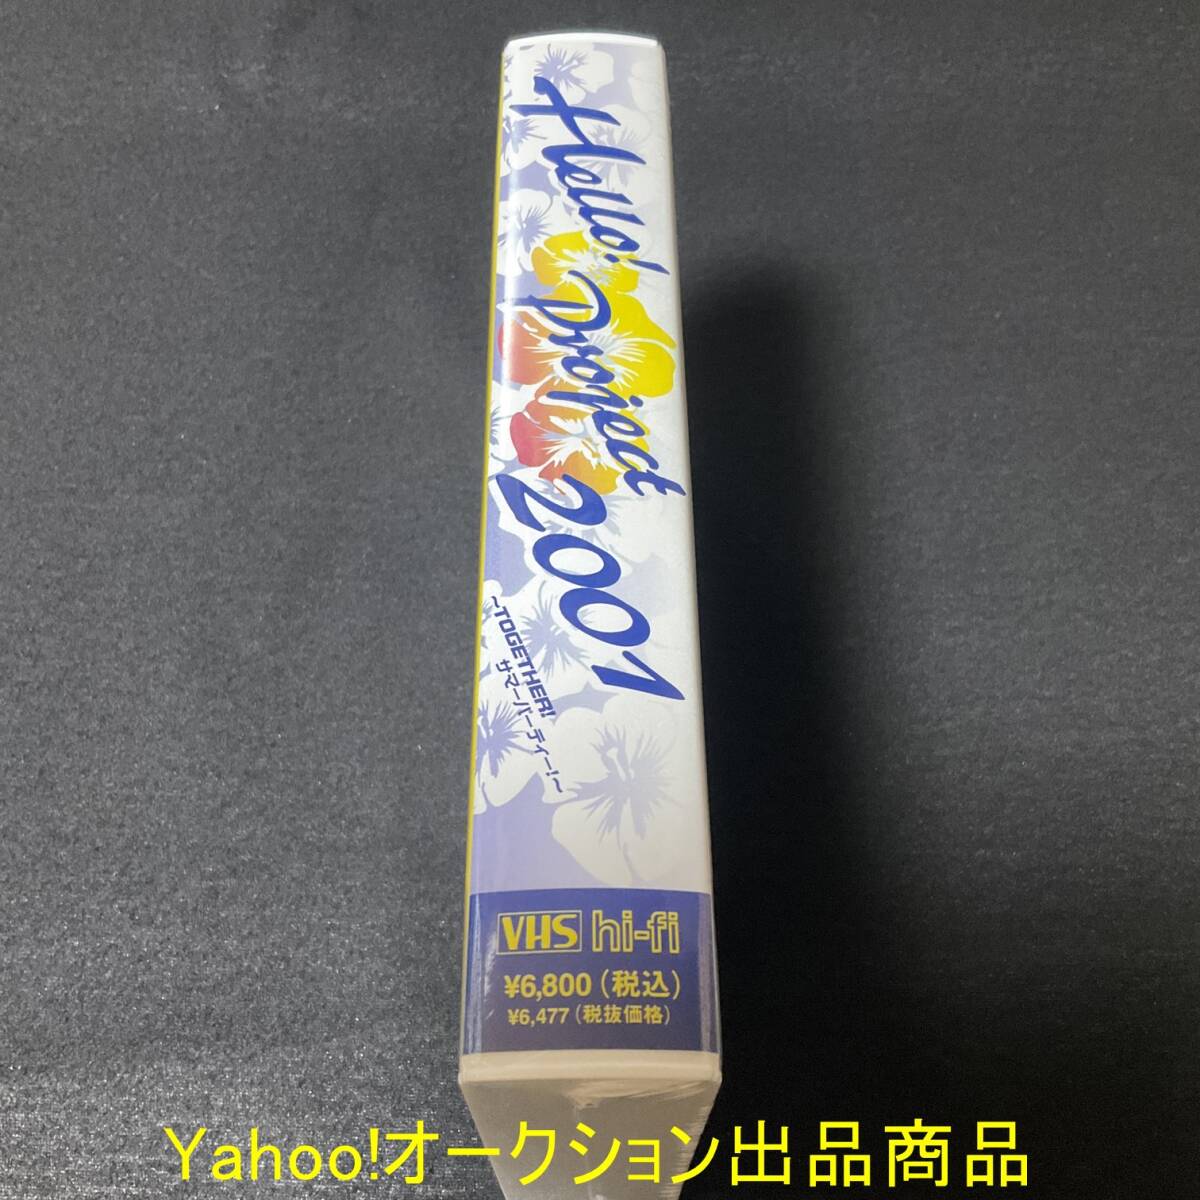 Hello! Project
2001
~TOGETHER!
サマーパーティー!~
VHS hi-fi
¥6,800(税込)
¥6,477(税抜価格)
Yahoo!オークション出品商品